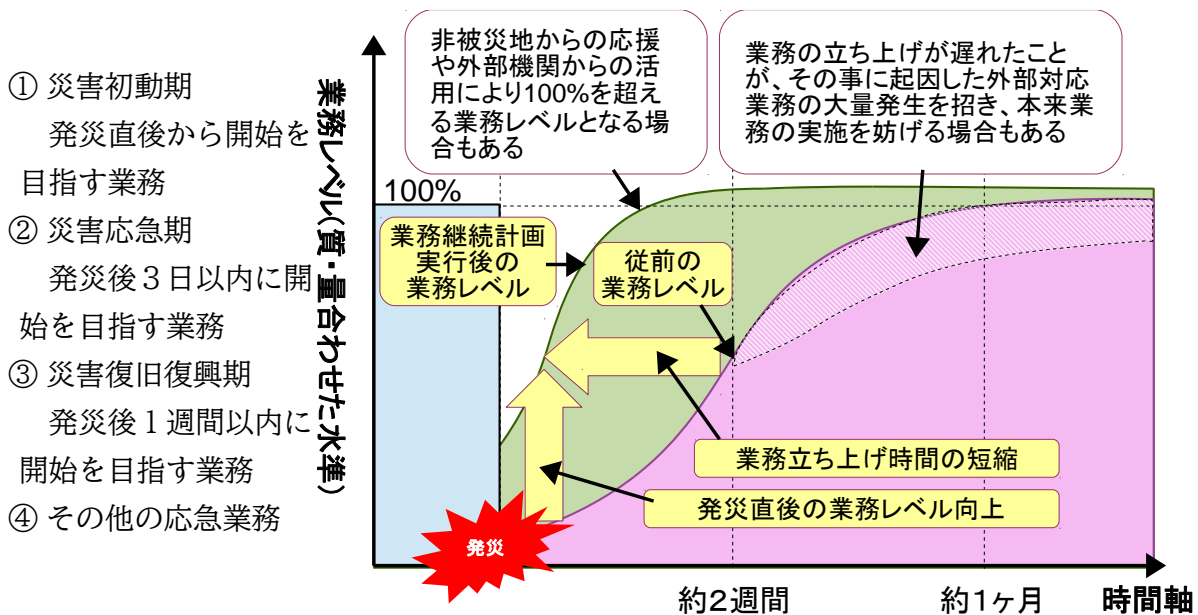 ① 災害初動期
発災直後から開始を
目指す業務
② 災害応急期
発災後３日以内に開
始を目指す業務
③ 災害復旧復興期
発災後１週間以内に
開始を目指す業務
④ その他の応急業務
業務レベル（質・量合わせた水準）
非被災地からの応援
や外部機関からの活
用により100%を超え
る業務レベルとなる場
合もある
業務の立ち上げが遅れたこと
が、その事に起因した外部対応
業務の大量発生を招き、本来業
務の実施を妨げる場合もある
100%
業務継続計画
実行後の
業務レベル
従前の
業務レベル
業務立ち上げ時間の短縮
発災直後の業務レベル向上
発災
約2週間
約1ヶ月
時間軸